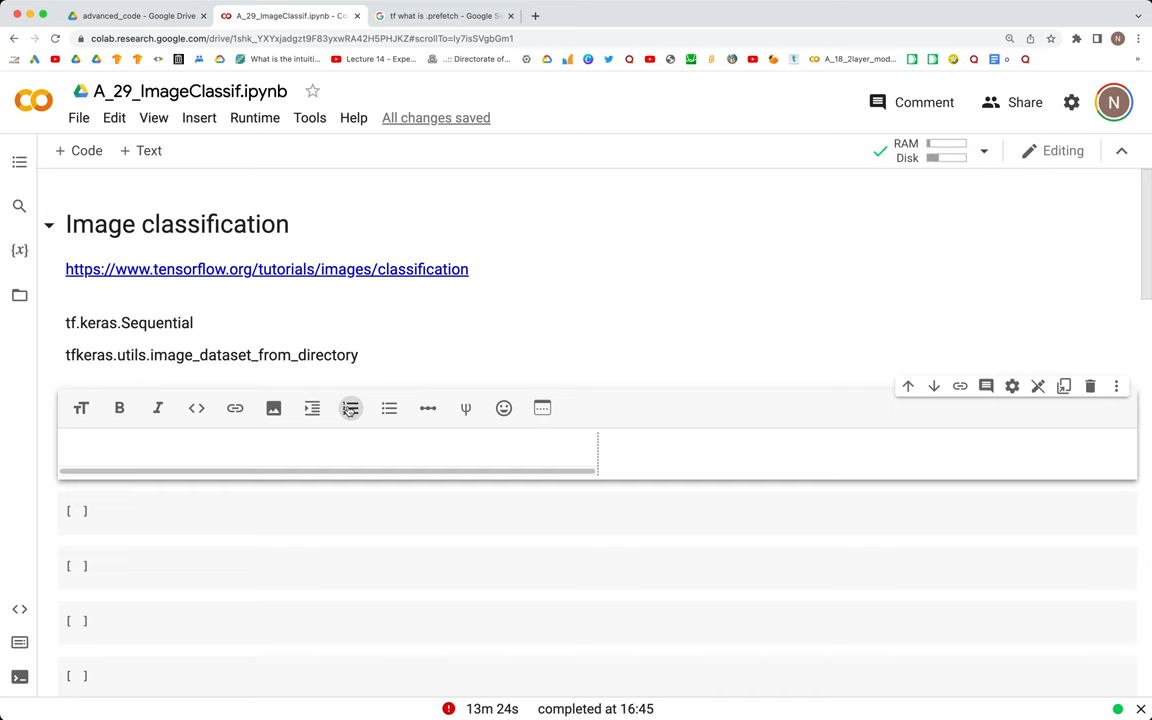 advanced_code - Google Drive
A_29_ImageClassif.ipynb - Co
tf what is .prefetch - Google S
colab.research.google.com/drive/1shk_YXYxjadgzt9F83yxwRA42H5PHJKZ#scrollTo=Iy7isSVgbGm1
N
What is the intuiti...
Lecture 14 - Expe...
..:: Directorate of...
A_18_2layer_mod...
»
A_29_ImageClassif.ipynb
Comment
Share
N
File Edit View Insert Runtime Tools Help All changes saved
+ Code + Text
RAM
Disk
Editing
{x}
Image classification
https://www.tensorflow.org/tutorials/images/classification
tf.keras.Sequential
tfkeras.utils.image_dataset_from_directory
[ ]
[ ]
[ ]
[ ]
13m 24s completed at 16:45